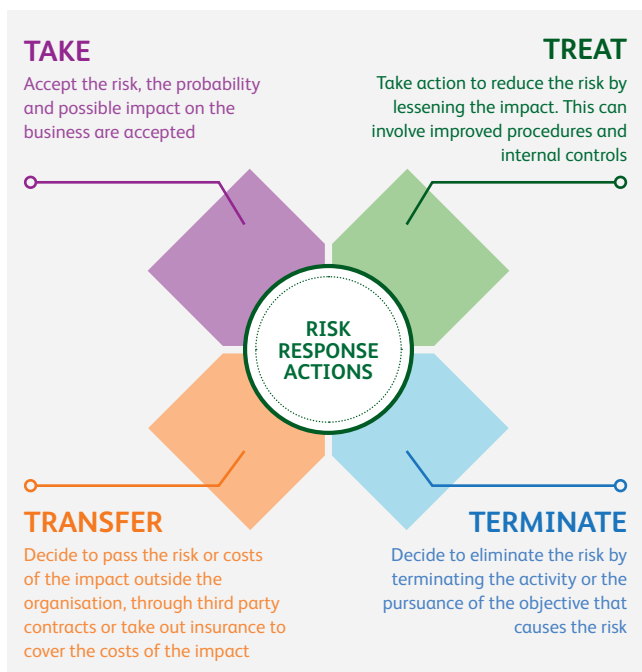 TAKE
Accept the risk, the probability
and possible impact on the
business are accepted
TREAT
Take action to reduce the risk by
lessening the impact. This can
involve improved procedures and
internal controls
RISK
RESPONSE
ACTIONS
TRANSFER
Decide to pass the risk or costs
of the impact outside the
organisation, through third party
contracts or take out insurance to
cover the costs of the impact
TERMINATE
Decide to eliminate the risk by
terminating the activity or the
pursuance of the objective that
causes the risk